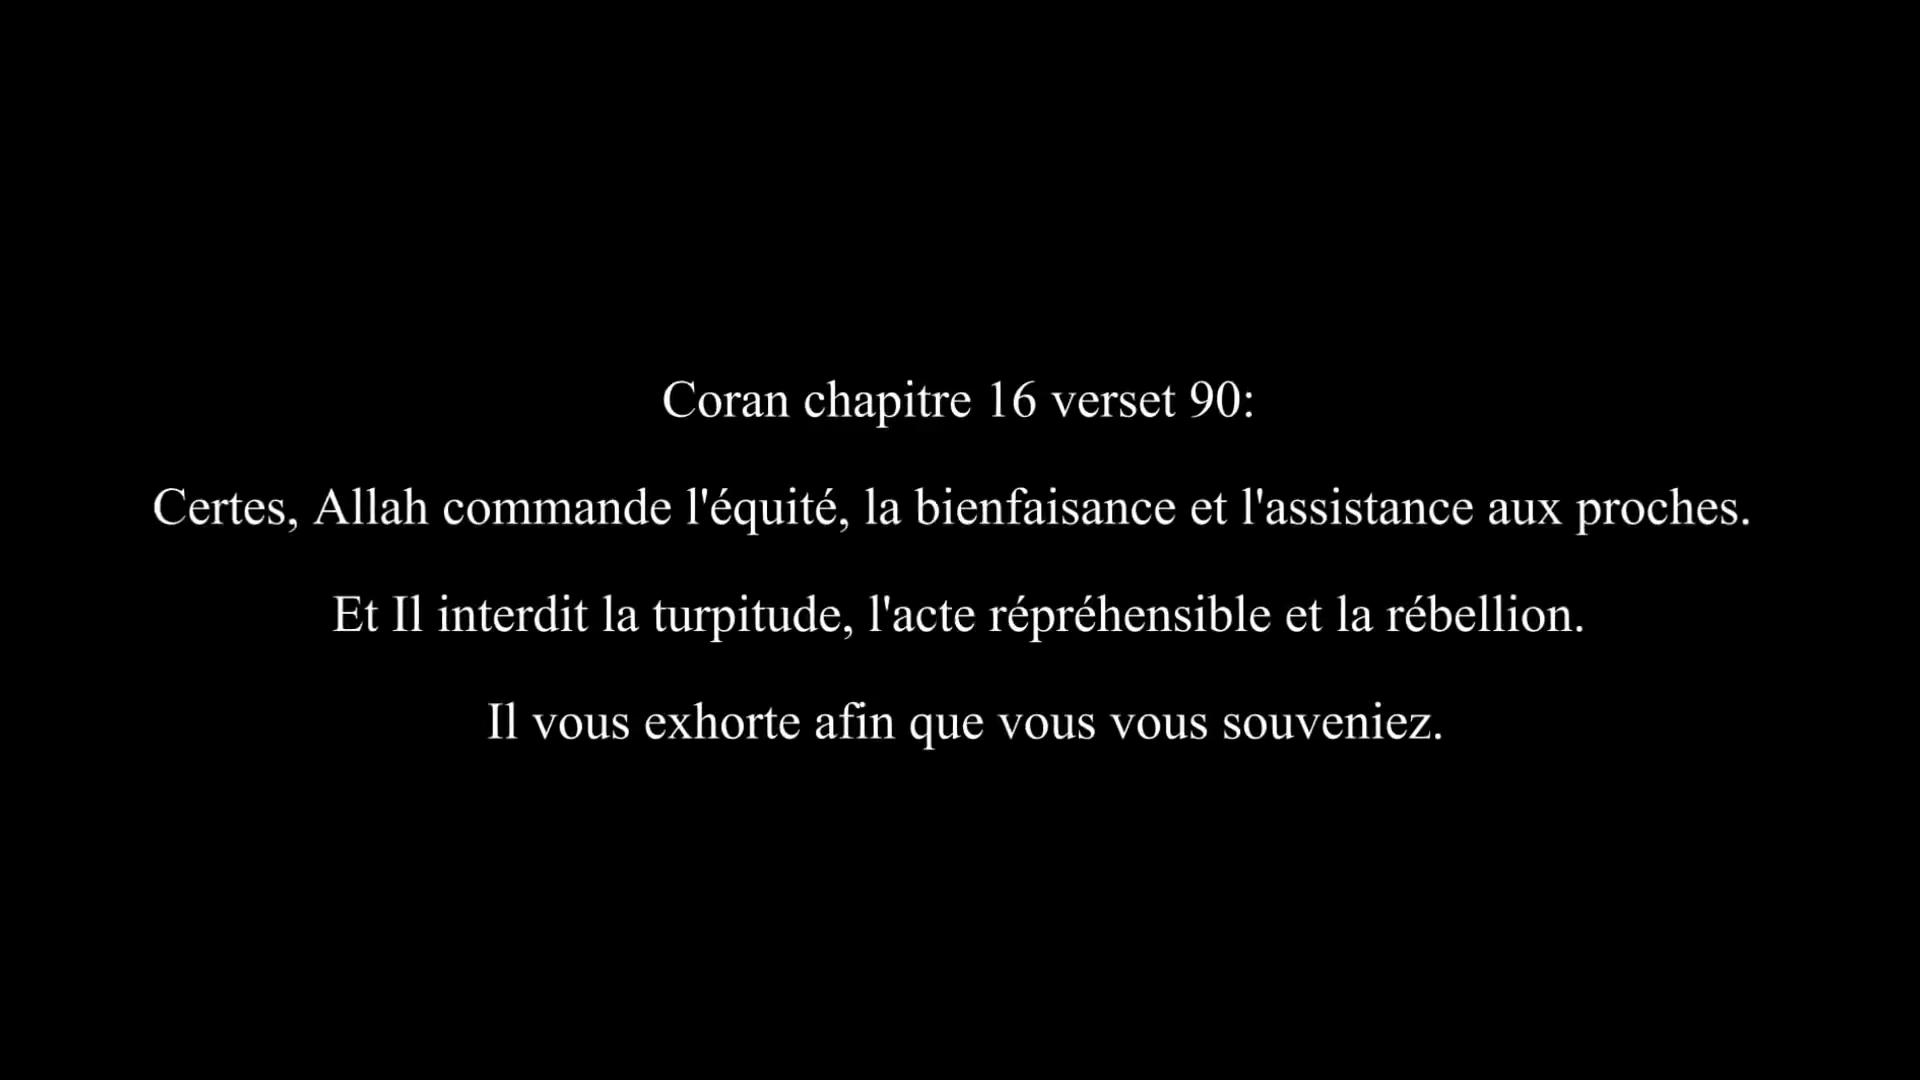 Coran chapitre 16 verset 90:
Certes, Allah commande l'équité, la bienfaisance et l'assistance aux proches.
Et Il interdit la turpitude, l'acte répréhensible et la rébellion.
Il vous exhorte afin que vous vous souveniez.